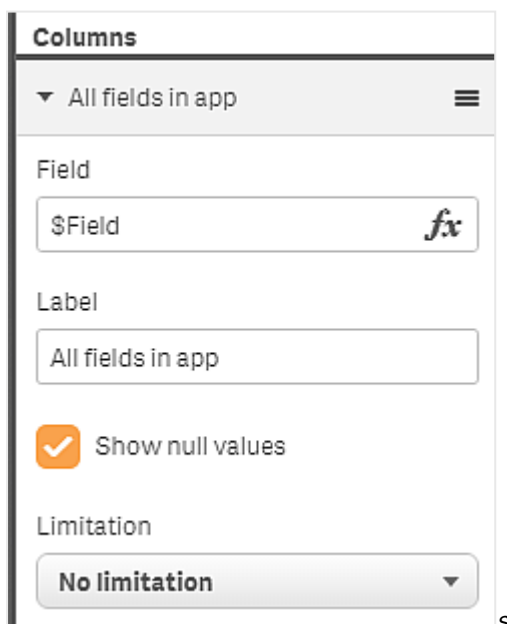 Columns
All fields in app
Field
$Field fx
Label
All fields in app
Show null values
Limitation
No limitation
s